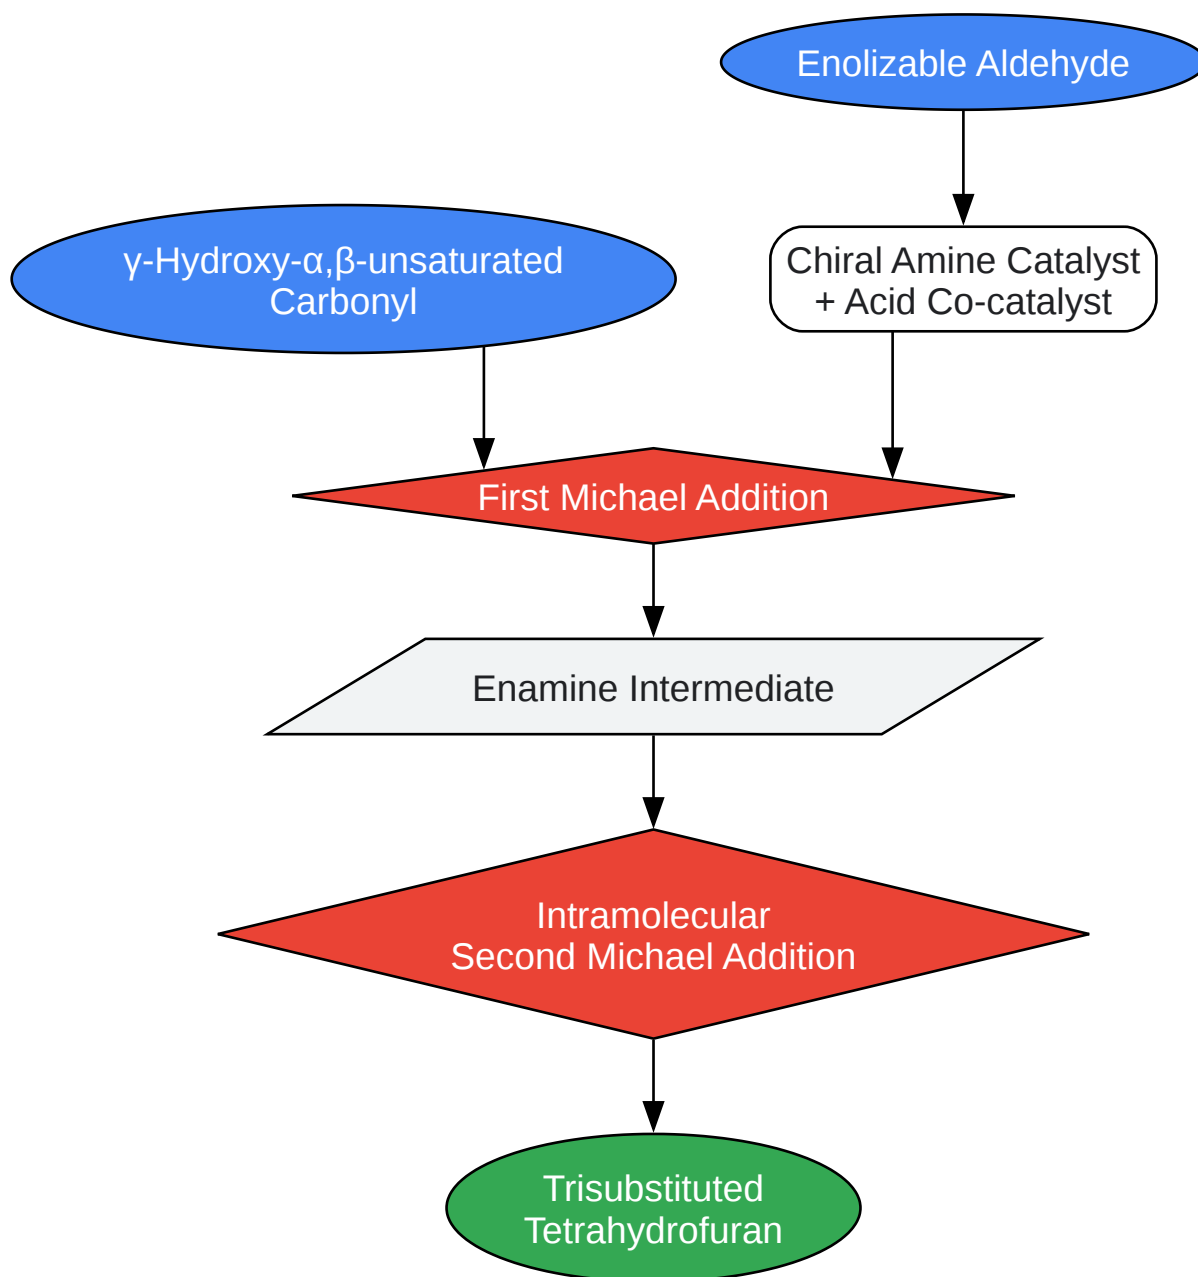 Enolizable Aldehyde
γ-Hydroxy-α,β-unsaturated
Carbonyl
Chiral Amine Catalyst
+ Acid Co-catalyst
First Michael Addition
Enamine Intermediate
Intramolecular
Second Michael Addition
Trisubstituted
Tetrahydrofuran